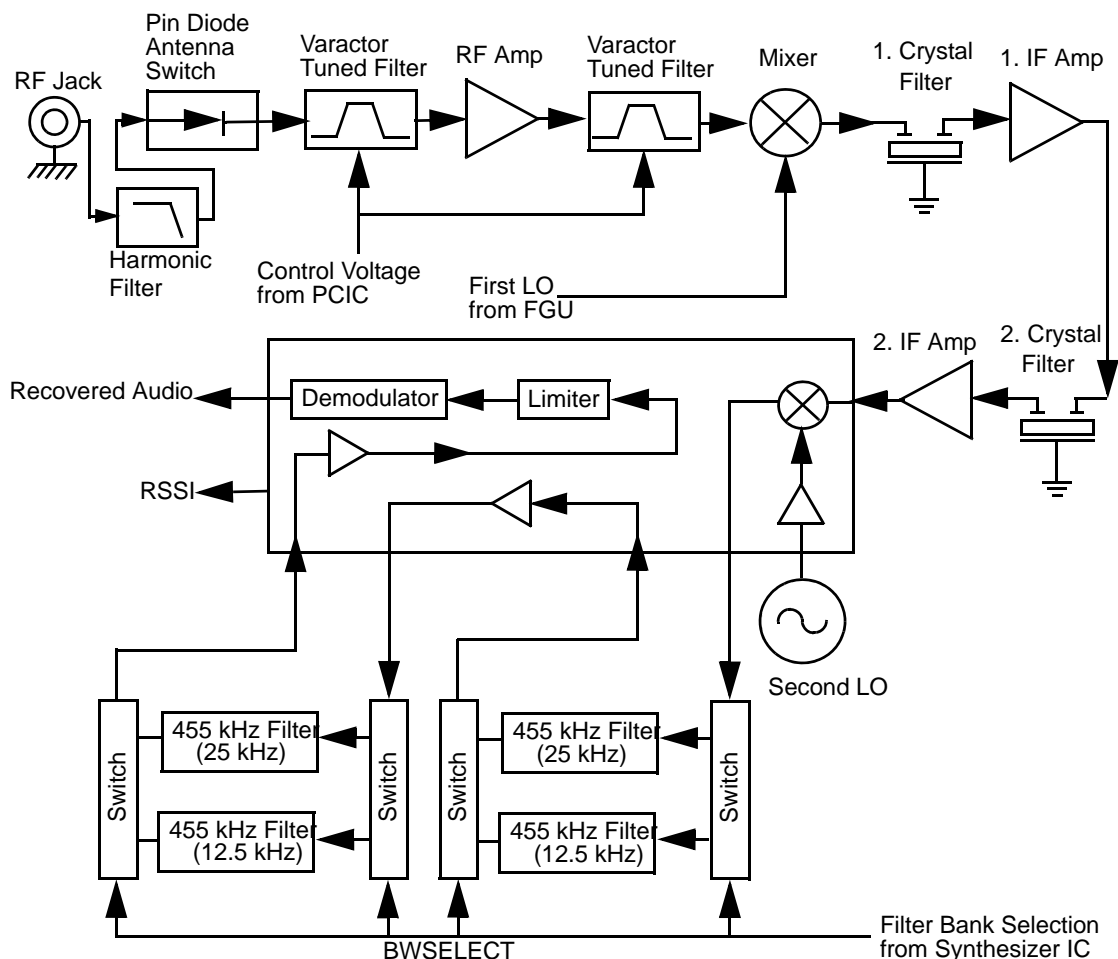 Pin Diode
Antenna
Switch
RF Jack
Varactor
Tuned Filter
RF Amp
Varactor
Tuned Filter
Mixer
1. Crystal
Filter
1. IF Amp
Harmonic
Filter
Control Voltage
from PCIC
First LO
from FGU
2. IF Amp
2. Crystal
Filter
Recovered Audio
Demodulator
Limiter
RSSI
Second LO
Switch
455 kHz Filter
(25 kHz)
455 kHz Filter
(12.5 kHz)
Switch
Switch
455 kHz Filter
(25 kHz)
455 kHz Filter
(12.5 kHz)
Switch
BWSELECT
Filter Bank Selection
from Synthesizer IC